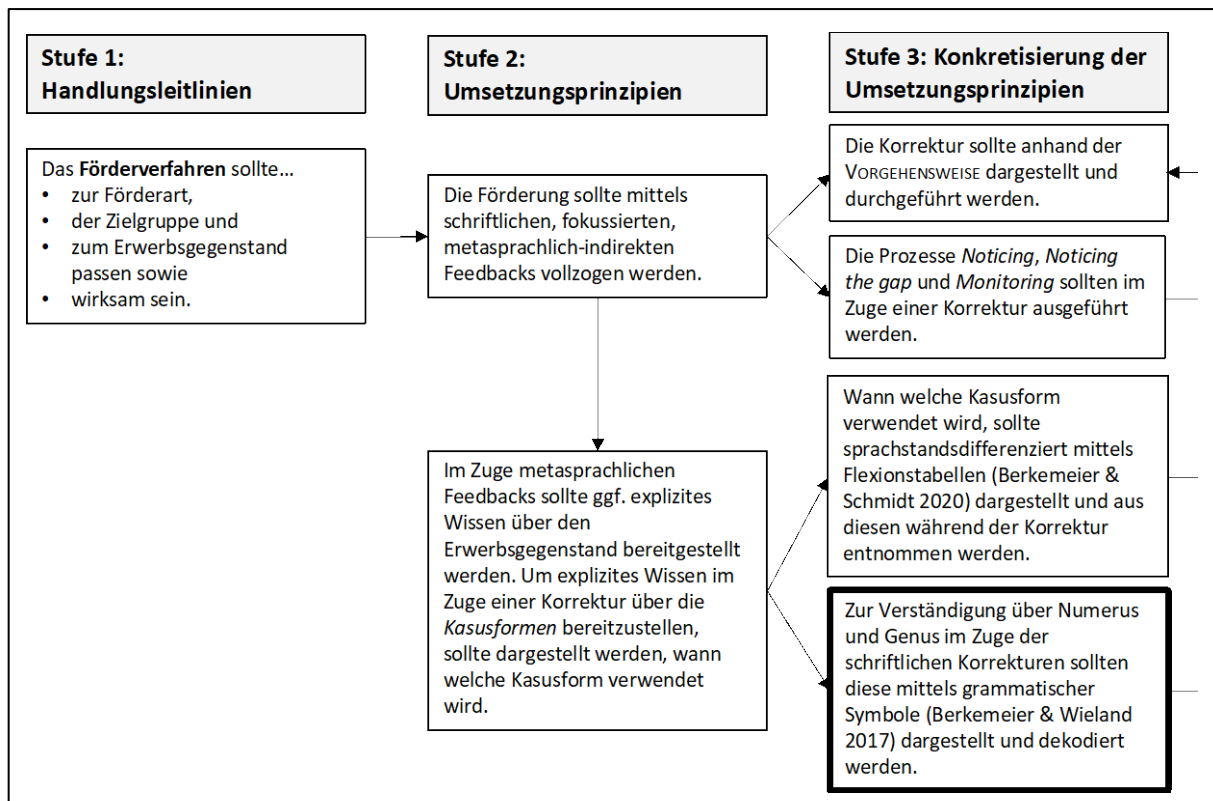 Stufe 1:
Handlungsleitlinien
Das Förderverfahren sollte…
• zur Förderart,
• der Zielgruppe und
• zum Erwerbsgegenstand
passen sowie
• wirksam sein.
Stufe 2:
Umsetzungsprinzipien
Die Förderung sollte mittels
schriftlichen, fokussierten,
metasprachlich-indirekten
Feedbacks vollzogen werden.
Im Zuge metasprachlichen
Feedbacks sollte ggf. explizites
Wissen über den
Erwerbsgegenstand bereitgestellt
werden. Um explizites Wissen im
Zuge einer Korrektur über die
Kasusformen bereitzustellen,
sollte dargestellt werden, wann
welche Kasusform verwendet
wird.
Stufe 3: Konkretisierung der
Umsetzungsprinzipien
Die Korrektur sollte anhand der
VORGEHENSWEISE dargestellt und
durchgeführt werden.
Die Prozesse Noticing, Noticing
the gap und Monitoring sollten im
Zuge einer Korrektur ausgeführt
werden.
Wann welche Kasusform
verwendet wird, sollte
sprachstandsdifferenziert mittels
Flexionstabellen (Berkemeier &
Schmidt 2020) dargestellt und aus
diesen während der Korrektur
entnommen werden.
Zur Verständigung über Numerus
und Genus im Zuge der
schriftlichen Korrekturen sollten
diese mittels grammatischer
Symbole (Berkemeier & Wieland
2017) dargestellt und dekodiert
werden.